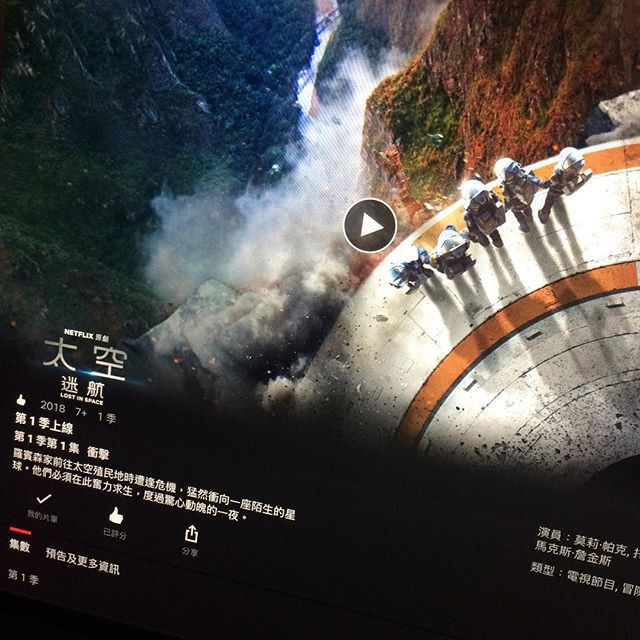 NETFLIX 原創
太空
迷航
LOST IN SPACE
2018 7+ 1 季
第 1 季上線
第 1 季第 1 集 衝擊
羅賓森家前往太空殖民地時遭逢危機，猛然衝向一座陌生的星
球。他們必須在此奮力求生，度過驚心動魄的一夜。
我的片單 已評分 分享
演員：莫莉·帕克,
馬克斯·詹金斯
類型：電視節目, 冒險
集數 預告及更多資訊
第 1 季